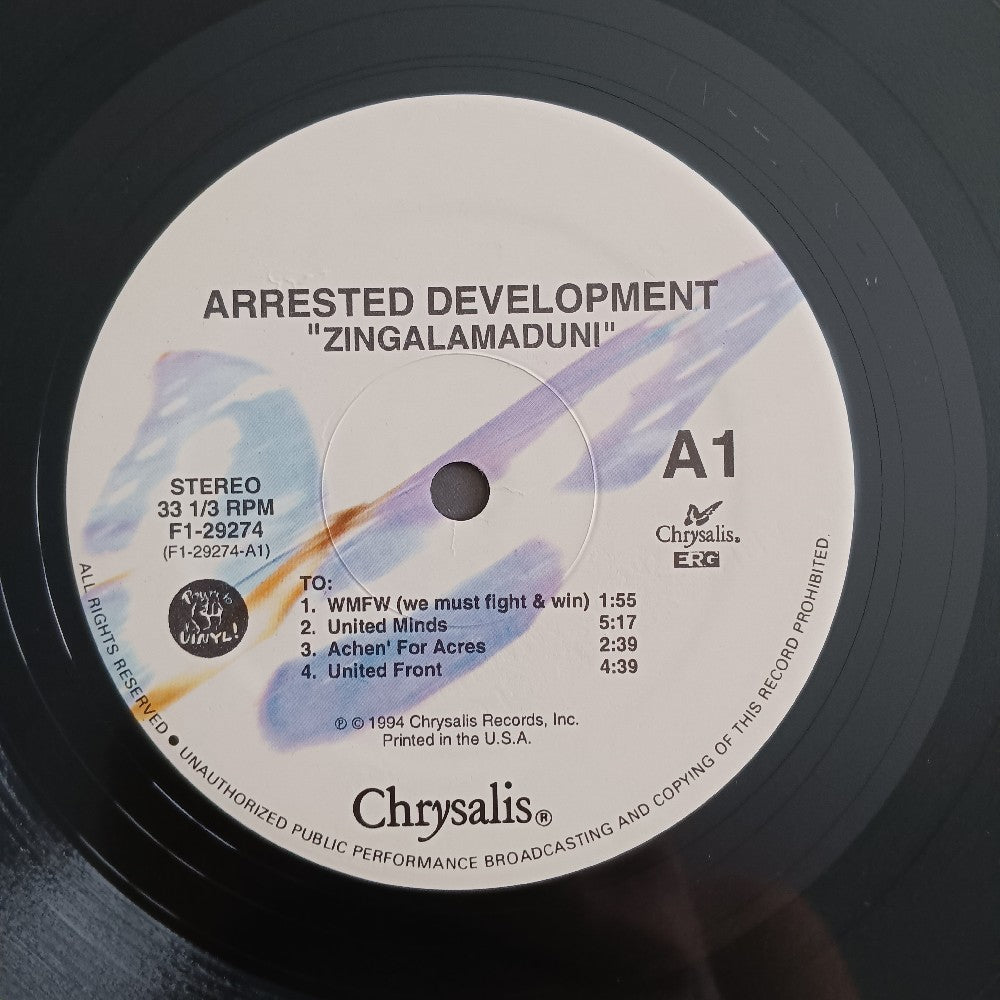 ARRESTED DEVELOPMENT
"ZINGALAMADUNI"
A1
STEREO
33 1/3 RPM
F1-29274
(F1-29274-A1)
Chrysalis®
ERG
VINYL!
TO:
1. WMFW (we must fight & win) 1:55
2. United Minds 5:17
3. Achen' For Acres 2:39
4. United Front 4:39
℗ © 1994 Chrysalis Records, Inc.
Printed in the U.S.A.
Chrysalis®
ALL RIGHTS RESERVED ● UNAUTHORIZED PUBLIC PERFORMANCE BROADCASTING AND COPYING OF THIS RECORD PROHIBITED.